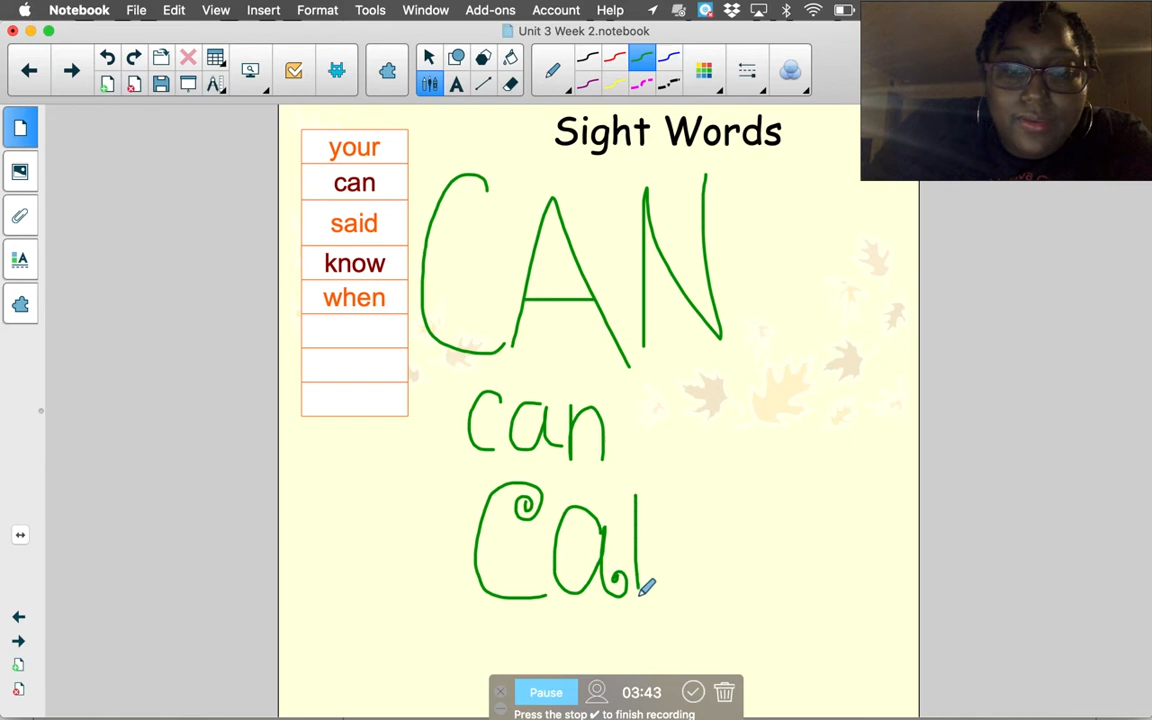 Notebook File Edit View Insert Format Tools Window Add-ons Account Help
Unit 3 Week 2.notebook
Sight Words
your
can
said
know
when
CAN
can
Cal
Pause 03:43
Press the stop ✔ to finish recording